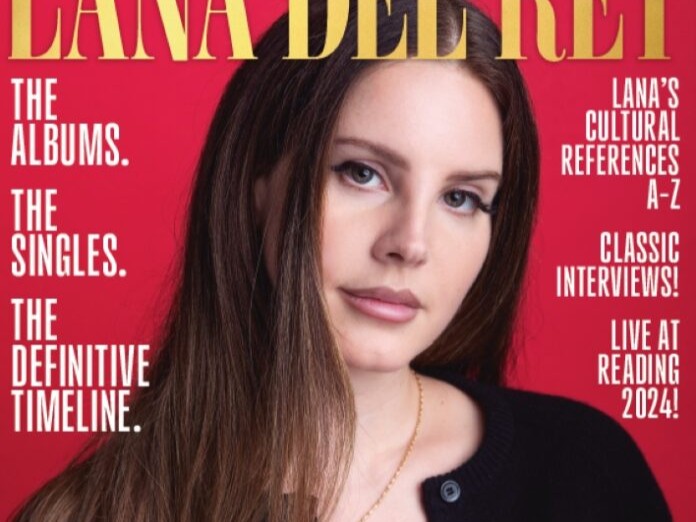 LANA DEL REY
THE
ALBUMS.
THE
SINGLES.
THE
DEFINITIVE
TIMELINE.
LANA'S
CULTURAL
REFERENCES
A-Z
CLASSIC
INTERVIEWS!
LIVE AT
READING
2024!